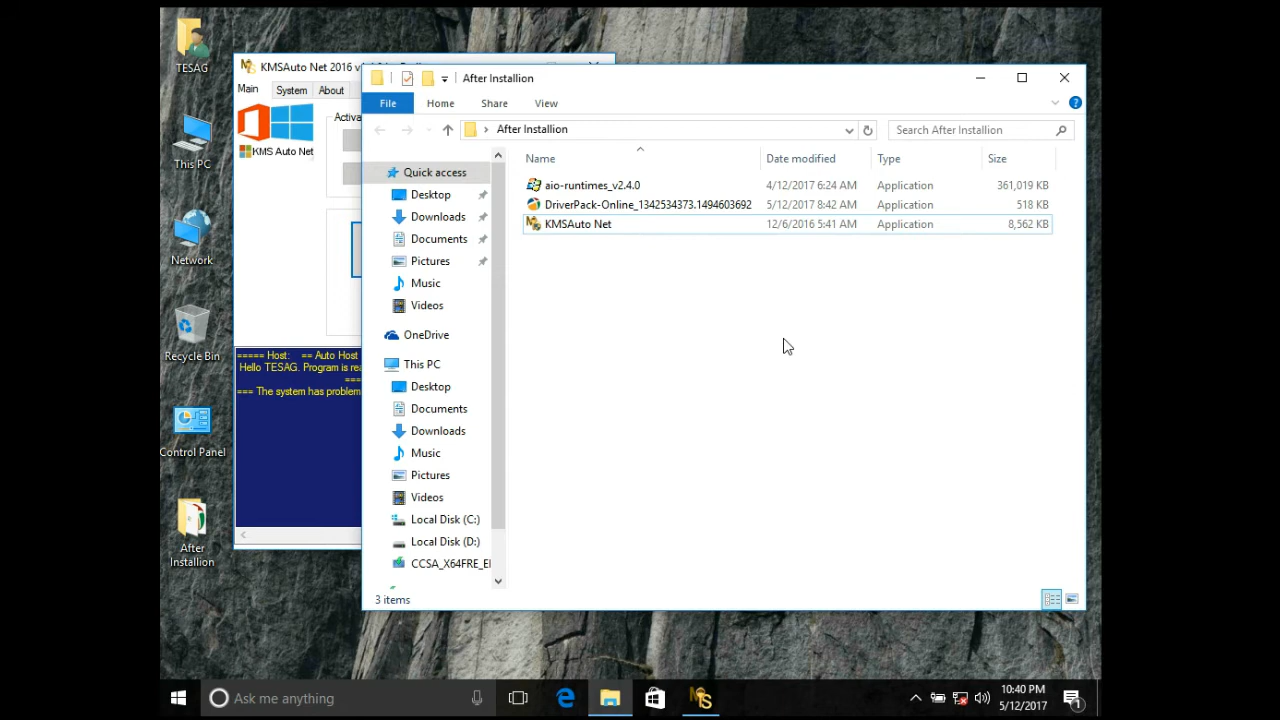 TESAG
This PC
Network
Recycle Bin
Control Panel
After
Installion
KMSAuto Net 2016 v
Main
System
About
KMS Auto Net
Activa
===== Host: == Auto Host
Hello TESAG. Program is rea
===
=== The system has problem
After Installion
File
Home
Share
View
After Installion
Search After Installion
Quick access
Desktop
Downloads
Documents
Pictures
Music
Videos
OneDrive
This PC
Desktop
Documents
Downloads
Music
Pictures
Videos
Local Disk (C:)
Local Disk (D:)
CCSA_X64FRE_EI
Name
Date modified
Type
Size
aio-runtimes_v2.4.0
4/12/2017 6:24 AM
Application
361,019 KB
DriverPack-Online_1342534373.1494603692
5/12/2017 8:42 AM
Application
518 KB
KMSAuto Net
12/6/2016 5:41 AM
Application
8,562 KB
3 items
Ask me anything
10:40 PM
5/12/2017
1